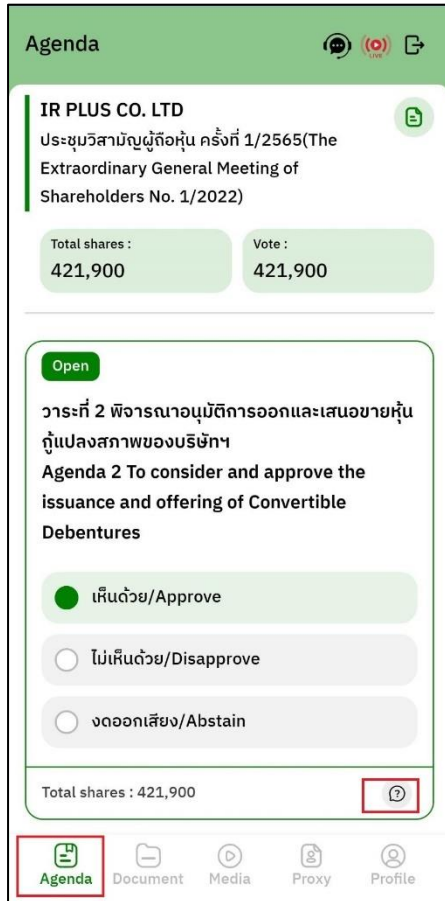 Agenda
LIVE
IR PLUS CO. LTD
ประชุมวิสามัญผู้ถือหุ้น ครั้งที่ 1/2565(The
Extraordinary General Meeting of
Shareholders No. 1/2022)
Total shares :
421,900
Vote :
421,900
Open
วาระที่ 2 พิจารณาอนุมัติการออกและเสนอขายหุ้น
กู้แปลงสภาพของบริษัทฯ
Agenda 2 To consider and approve the
issuance and offering of Convertible
Debentures
เห็นด้วย/Approve
ไม่เห็นด้วย/Disapprove
งดออกเสียง/Abstain
Total shares : 421,900
?
Agenda Document Media Proxy Profile